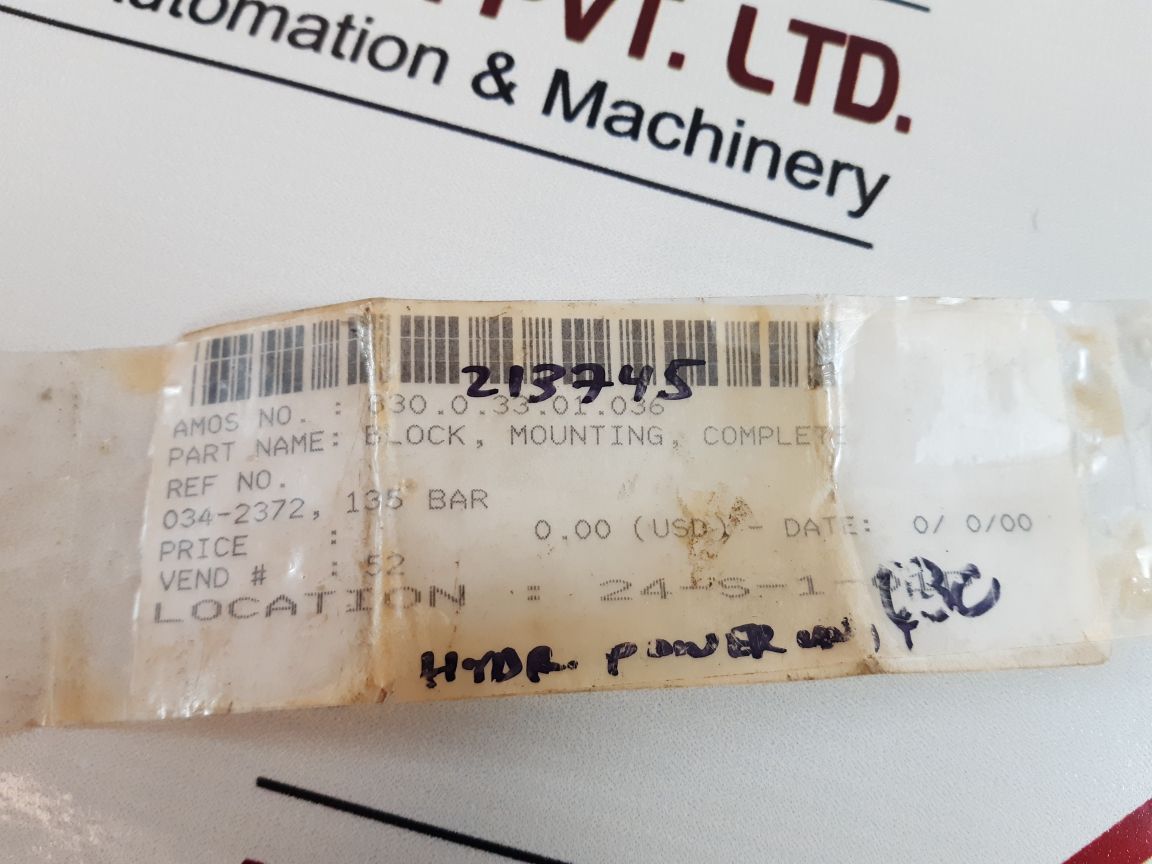 PVT. LTD.
Automation & Machinery
213745
AMOS NO. : 630.0.33.01.036
PART NAME: BLOCK, MOUNTING, COMPLETE
REF NO.
034-2372, 135 BAR
PRICE : 0.00 (USD) - DATE: 0/ 0/00
VEND # : 52
LOCATION : 24-S-1-
HYDR. POWER